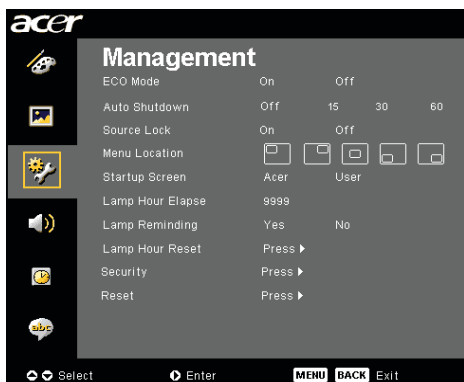 acer
Management
ECO Mode On Off
Auto Shutdown Off 15 30 60
Source Lock On Off
Menu Location
Startup Screen Acer User
Lamp Hour Elapse 9999
Lamp Reminding Yes No
Lamp Hour Reset Press
Security Press
Reset Press
abc
Select Enter MENU BACK Exit